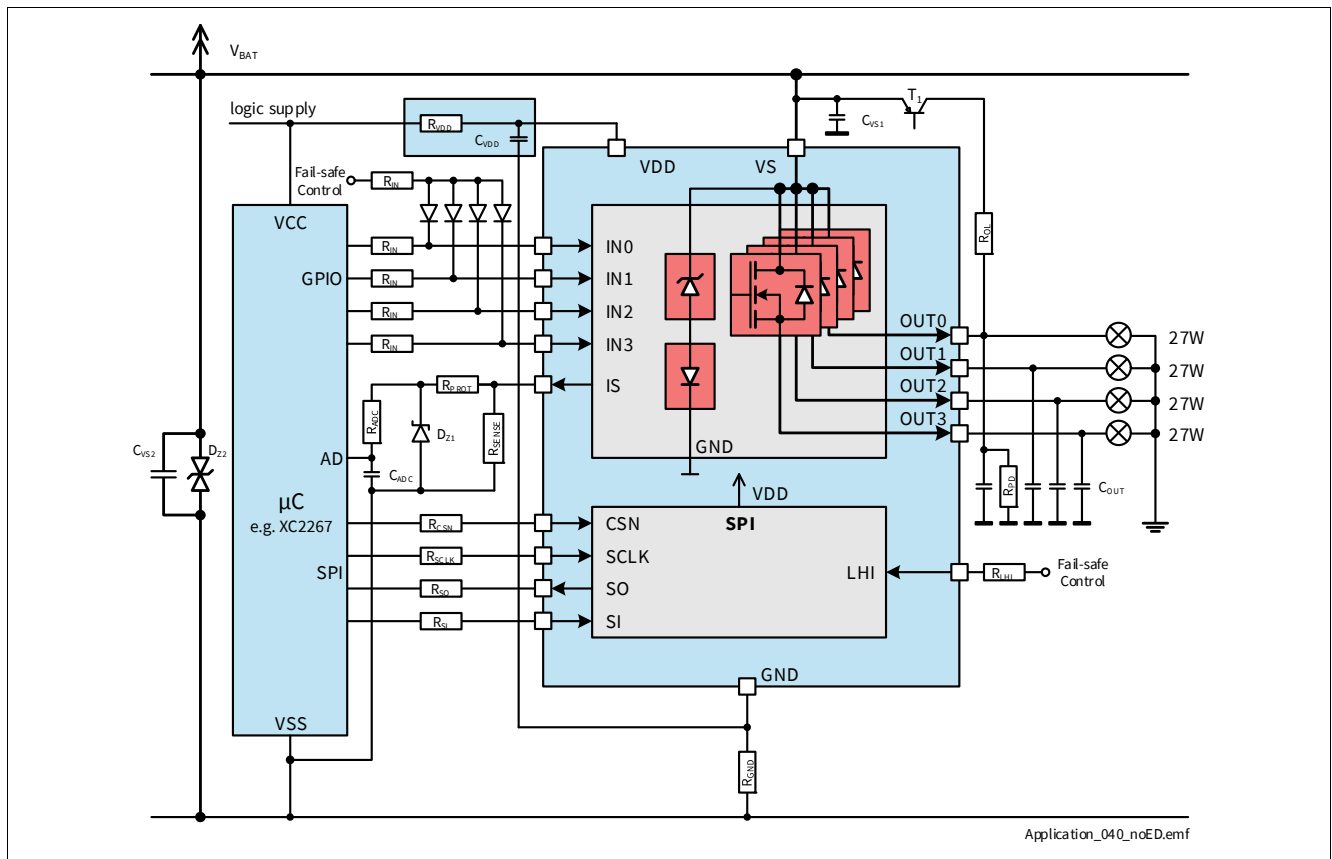 VBAT
logic supply
RVDD
CVDD
T1
CVS1
VDD
VS
Fail-safe
Control
RIN
VCC
RIN
IN0
ROL
GPIO
RIN
IN1
RIN
IN2
OUT0
27W
RIN
IN3
OUT1
27W
RPROT
IS
OUT2
27W
RADC
DZ1
RSENSE
OUT3
27W
GND
CVS2
DZ2
AD
CADC
VDD
RPD
COUT
µC
e.g. XC2267
RCSN
CSN
SPI
RSCLK
SCLK
SPI
LHI
RLHI
Fail-safe
Control
RSO
SO
RSI
SI
GND
VSS
RGND
Application_040_noED.emf